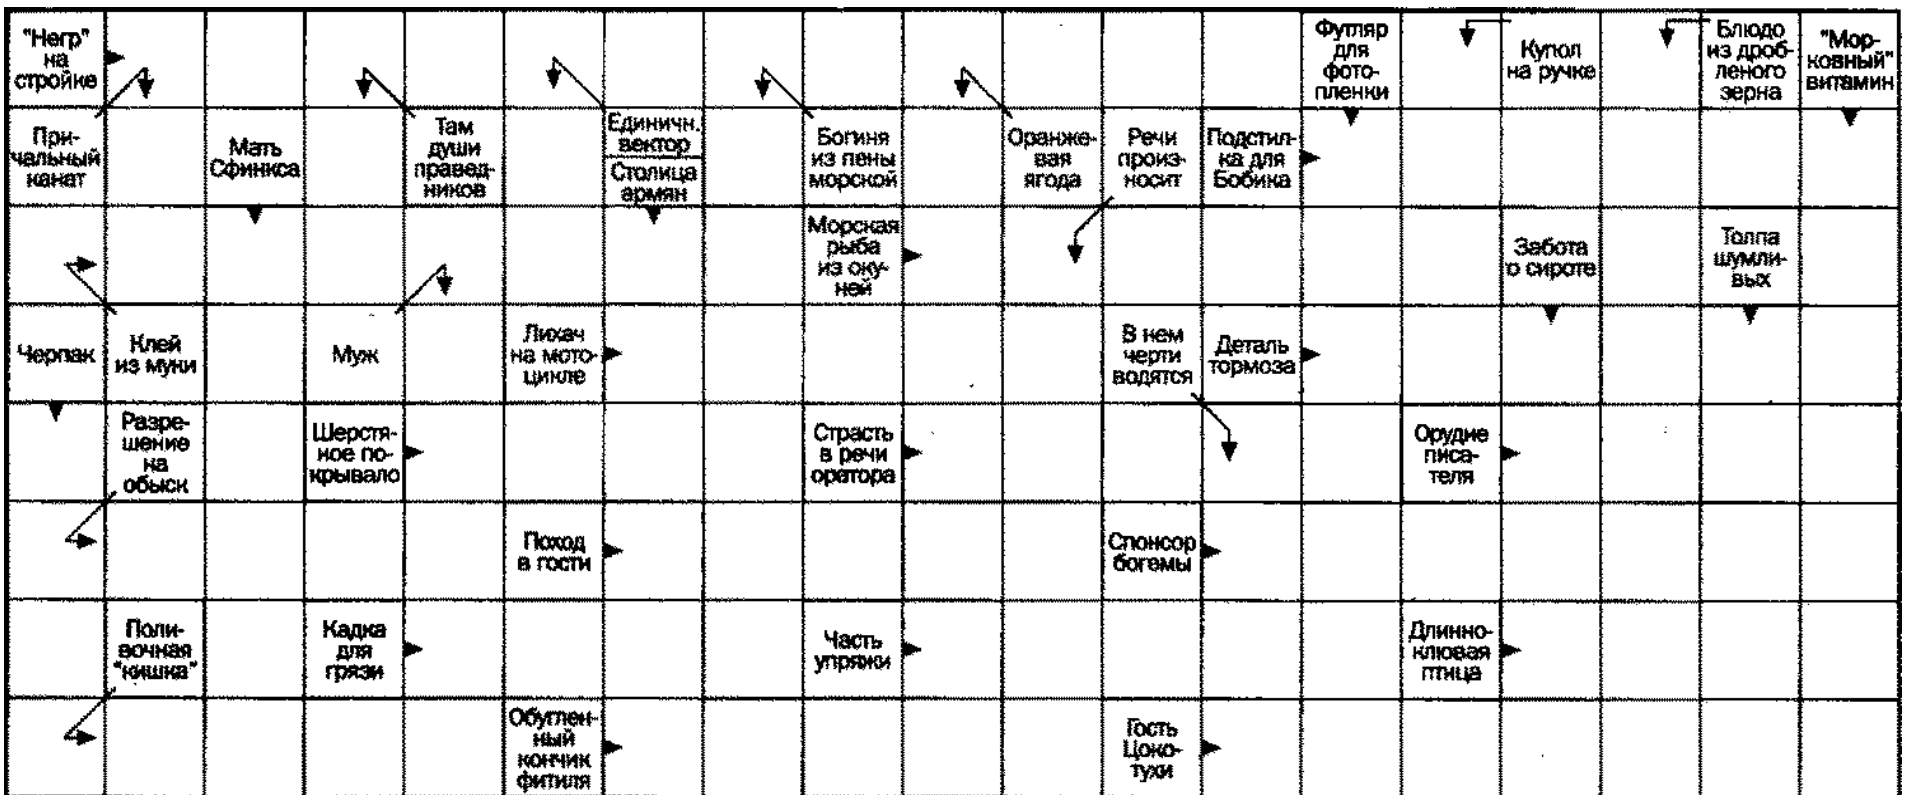 "Негр"
на
стройке
Футляр
для
фото-
пленки
Купол
на ручке
Блюдо
из дроб-
леного
зерна
"Мор-
ковный"
витамин
При-
чальный
канат
Мать
Сфинкса
Там
души
правед-
ников
Единичн.
вектор
Столица
армян
Богиня
из пены
морской
Оранже-
вая
ягода
Речи
произ-
носит
Подстил-
ка для
Бобика
Морская
рыба
из оку-
ней
Забота
о сироте
Толпа
шумли-
вых
Черпак
Клей
из муки
Муж
Лихач
на мото-
цикле
В нем
черти
водятся
Деталь
тормоза
Разре-
шение
на
обыск
Шерстя-
ное по-
крывало
Страсть
в речи
оратора
Орудие
писа-
теля
Поход
в гости
Спонсор
богемы
Поли-
вочная
"кишка"
Кадка
для
грязи
Часть
упряжи
Длинно-
клювая
птица
Обуглен-
ный
кончик
фитиля
Гость
Цоко-
тухи